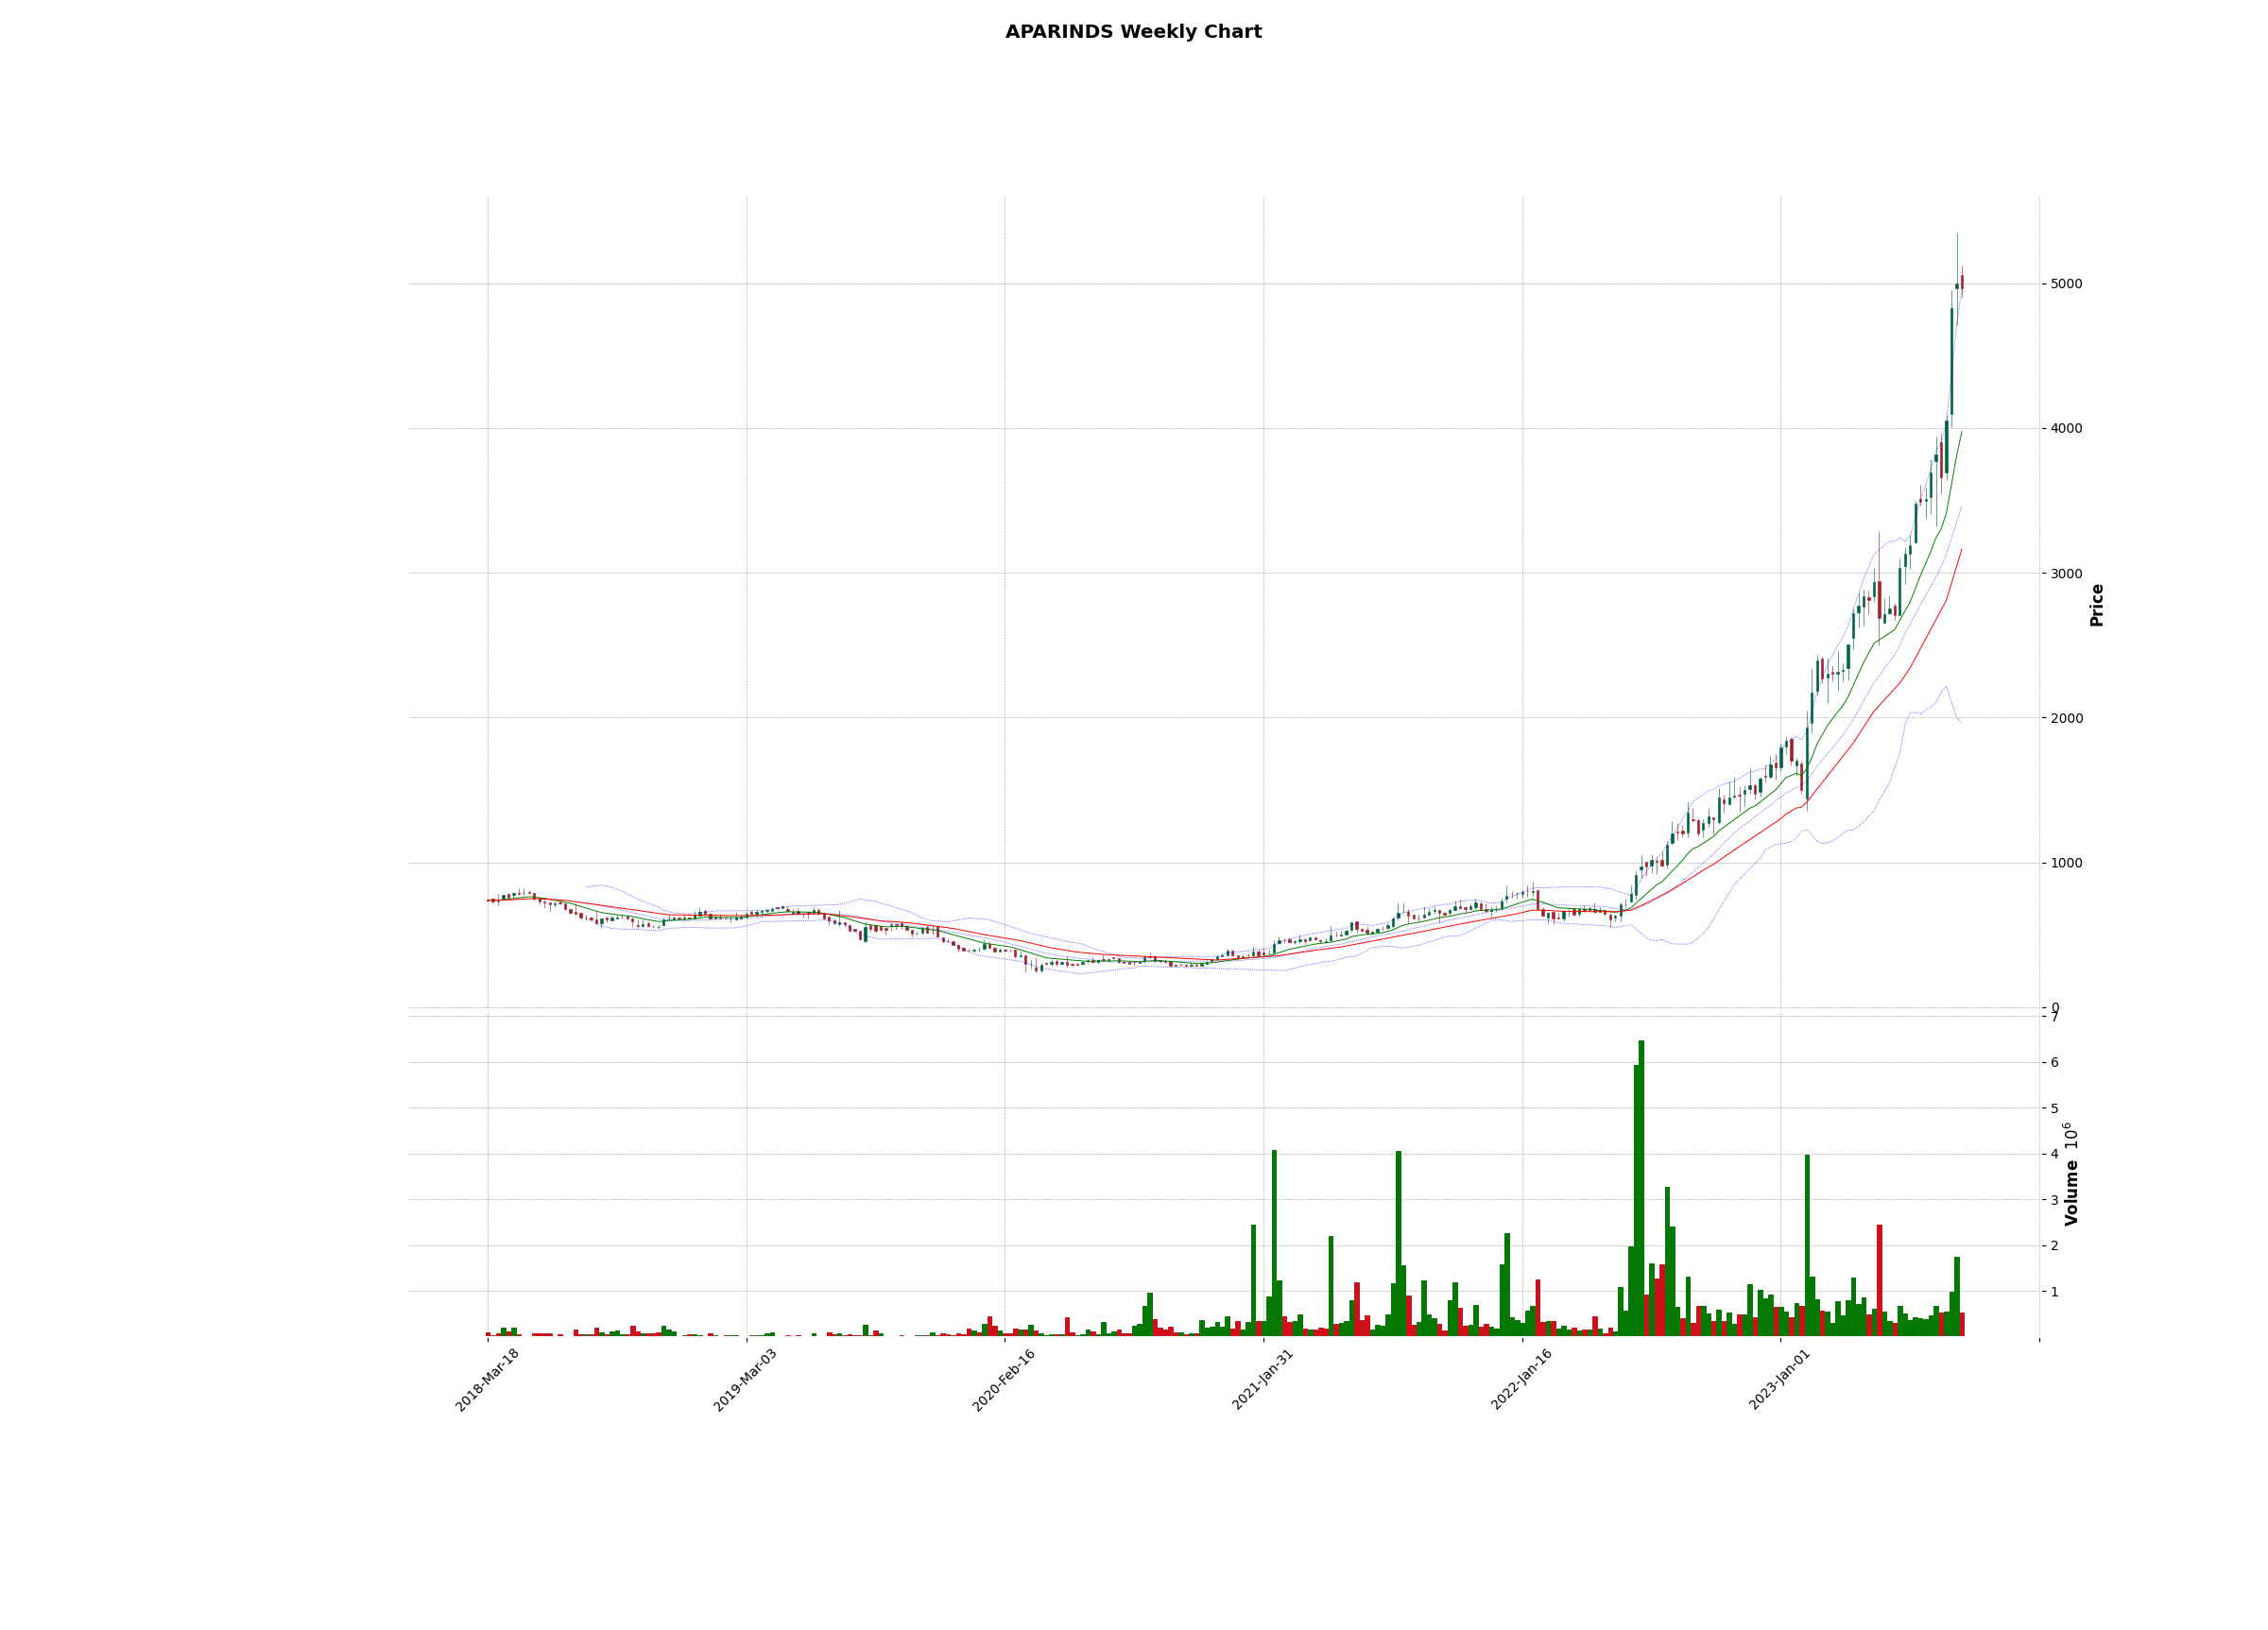 APARINDS Weekly Chart
5000
4000
3000
2000
1000
0
Price
7
6
5
4
3
2
1
Volume 10^6
2018-Mar-18
2019-Mar-03
2020-Feb-16
2021-Jan-31
2022-Jan-16
2023-Jan-01